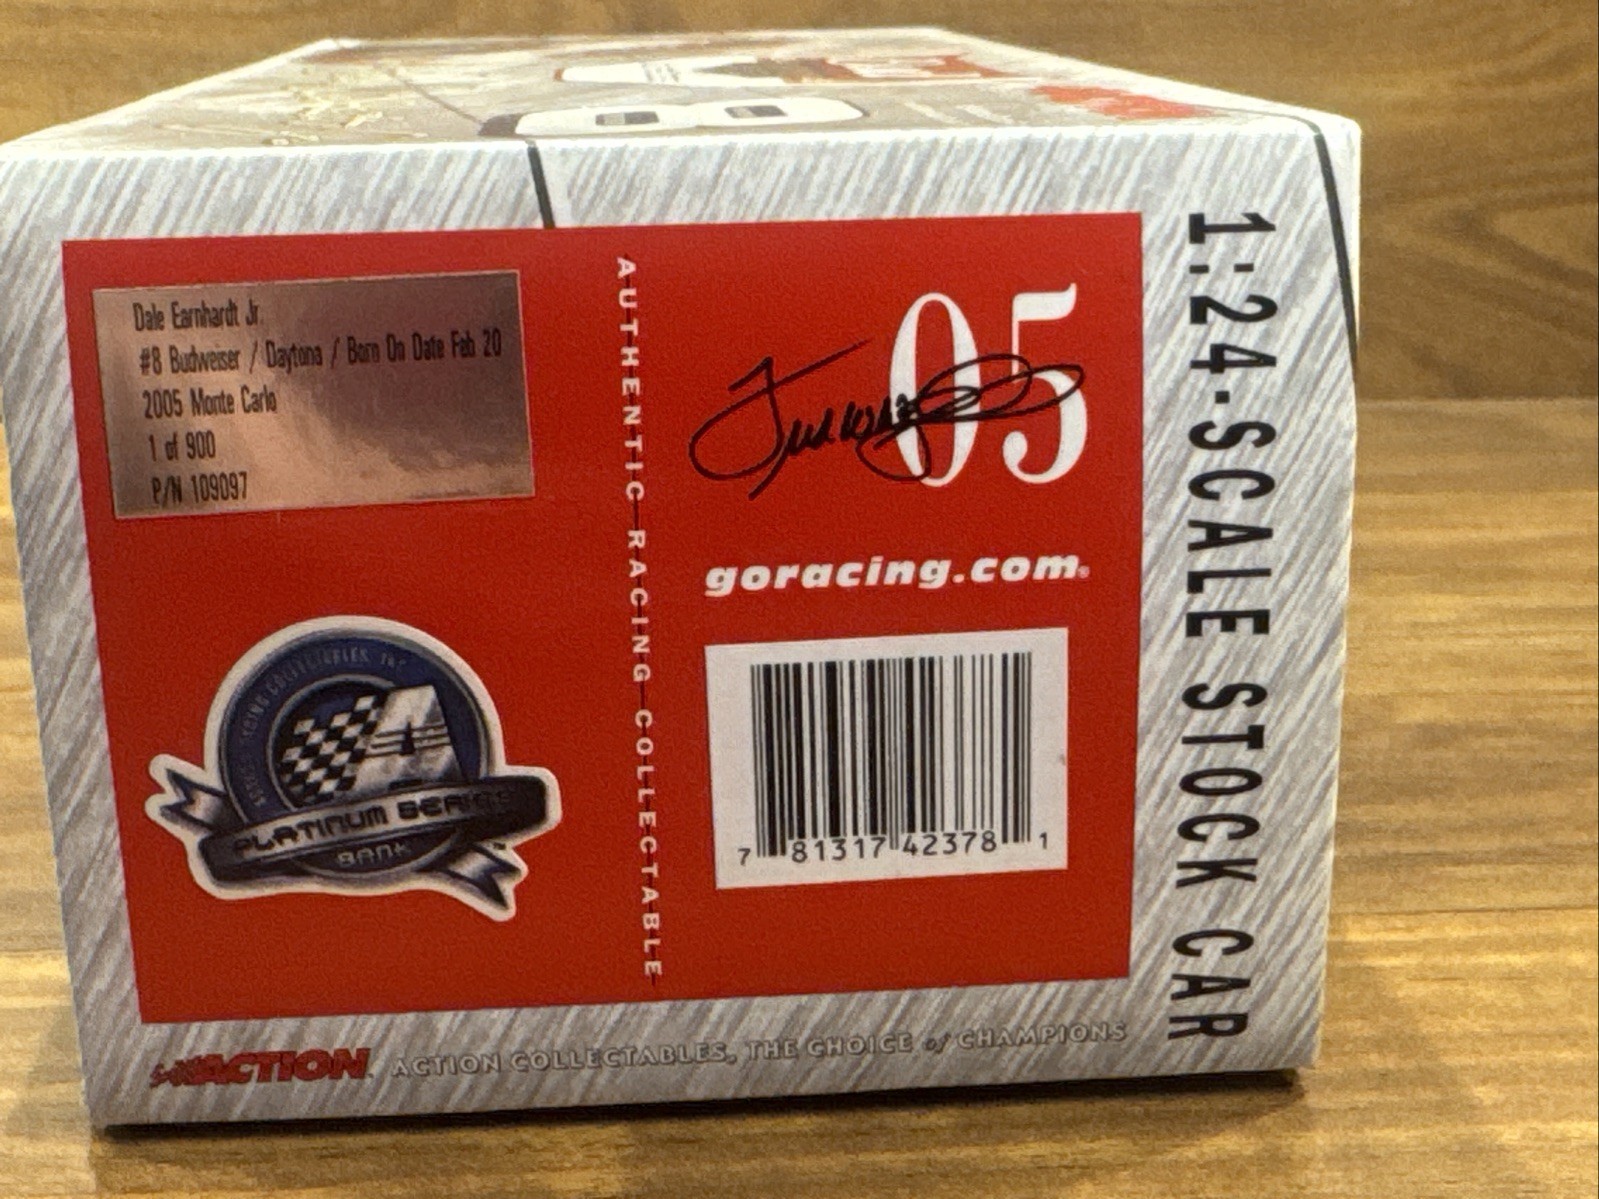 Dale Earnhardt Jr.
#8 Budweiser / Daytona / Born On Date Feb 20
2005 Monte Carlo
1 of 900
P/N 109097
AUTHENTIC RACING COLLECTABLE
05
goracing.com
7 81317 42378 1
PLATINUM SERIES
BANK
1:24-SCALE STOCK CAR
ACTION
ACTION COLLECTABLES, THE CHOICE of CHAMPIONS
8